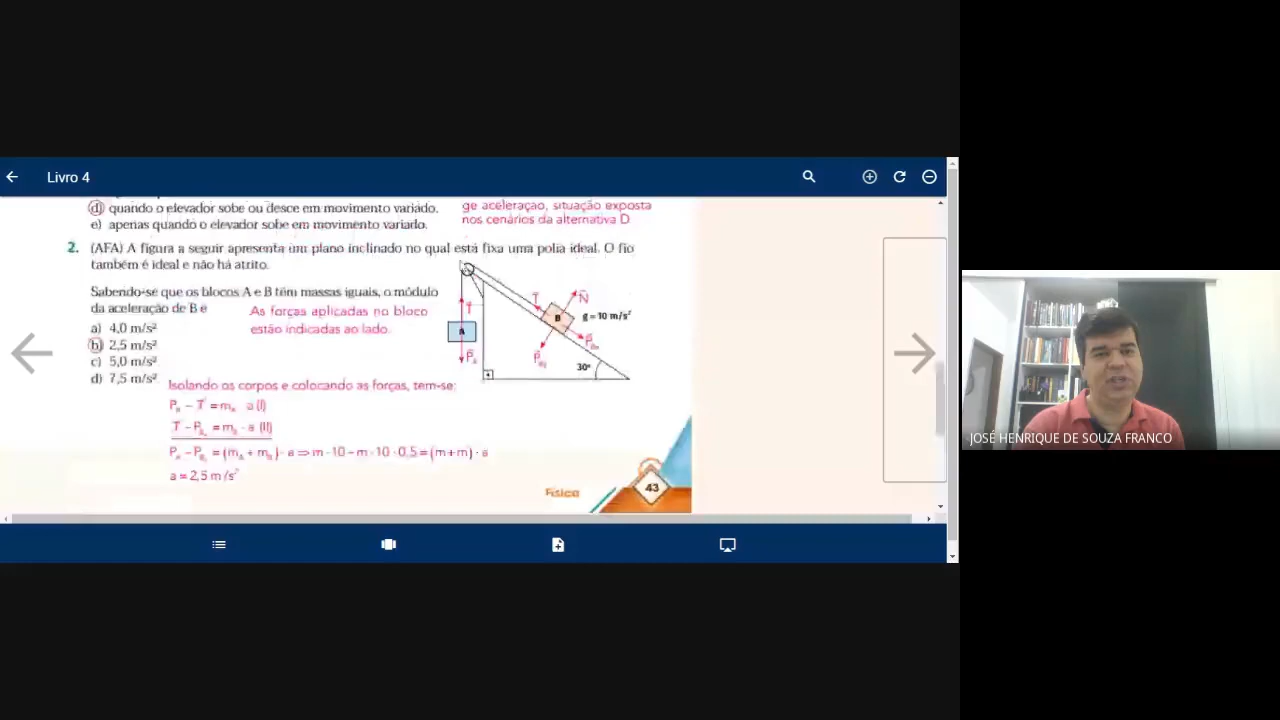 Livro 4
d) quando o elevador sobe ou desce em movimento variado.
e) apenas quando o elevador sobe em movimento variado.
ge aceleração, situação exposta
nos cenários da alternativa D
2. (AFA) A figura a seguir apresenta um plano inclinado no qual está fixa uma polia ideal. O fio
também é ideal e não há atrito.
Sabendo-se que os blocos A e B têm massas iguais, o módulo
da aceleração de B é
As forças aplicadas no bloco
estão indicadas ao lado.
a) 4,0 m/s²
b) 2,5 m/s²
c) 5,0 m/s²
d) 7,5 m/s²
T
A
P
T
N
B
g = 10 m/s²
P
P
30°
Isolando os corpos e colocando as forças, tem-se:
P - T = m a (I)
T - P = m · a (II)
P - P = (m + m) · a ⇒ m · 10 - m · 10 · 0,5 = (m + m) · a
a = 2,5 m/s²
Física
43
JOSÉ HENRIQUE DE SOUZA FRANCO